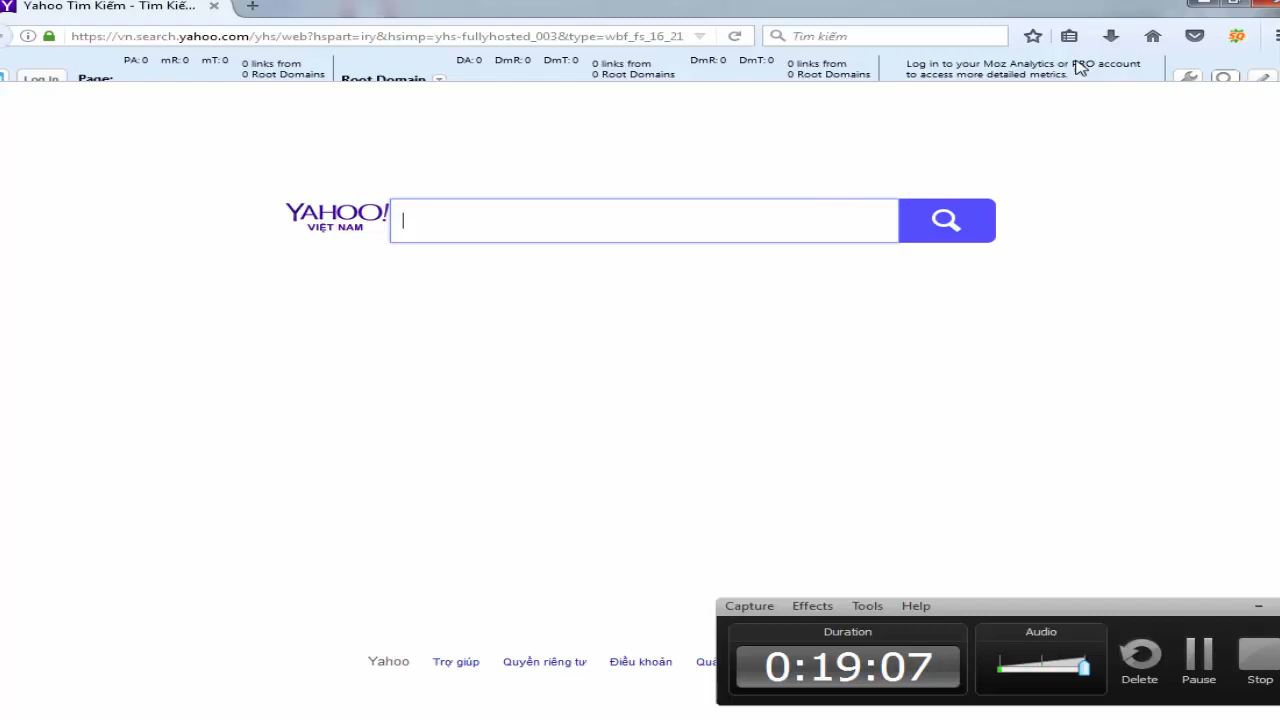 Yahoo Tìm Kiếm - Tìm Kiế...
https://vn.search.yahoo.com/yhs/web?hspart=iry&hsimp=yhs-fullyhosted_003&type=wbf_fs_16_21
Tìm kiếm
Log In
Page:
PA: 0 mR: 0 mT: 0
0 links from
0 Root Domains
Root Domain
DA: 0 DmR: 0 DmT: 0
0 links from
0 Root Domains
DmR: 0 DmT: 0
0 links from
0 Root Domains
Log in to your Moz Analytics or PRO account
to access more detailed metrics.
YAHOO!
VIỆT NAM
Yahoo Trợ giúp Quyền riêng tư Điều khoản
Capture Effects Tools Help
Duration
0:19:07
Audio
Delete
Pause
Stop